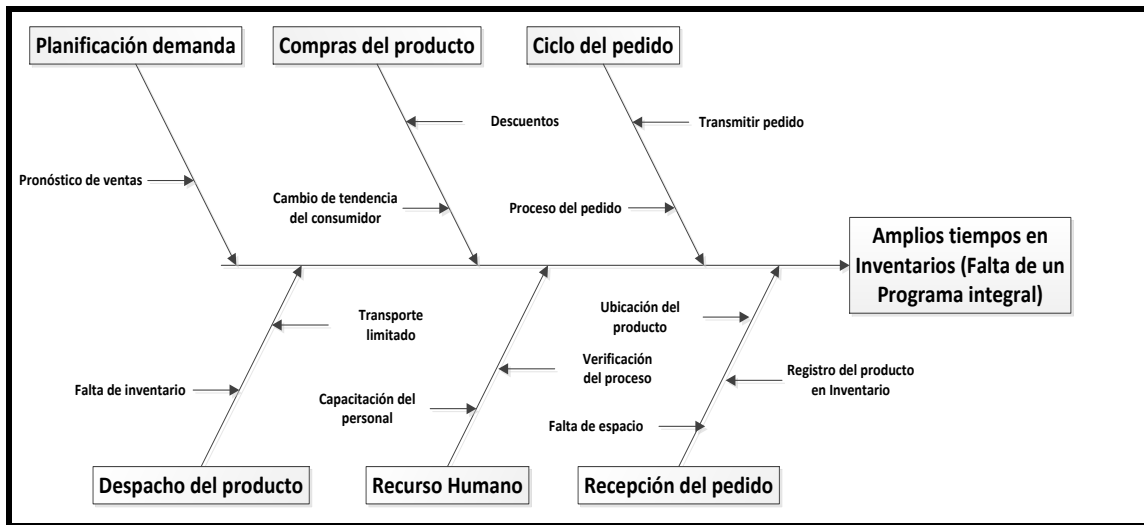 Planificación demanda
Compras del producto
Ciclo del pedido
Descuentos
Transmitir pedido
Pronóstico de ventas
Cambio de tendencia
del consumidor
Proceso del pedido
Amplios tiempos en
Inventarios (Falta de un
Programa integral)
Transporte
limitado
Ubicación del
producto
Verificación
del proceso
Registro del producto
en Inventario
Falta de inventario
Capacitación del
personal
Falta de espacio
Despacho del producto
Recurso Humano
Recepción del pedido